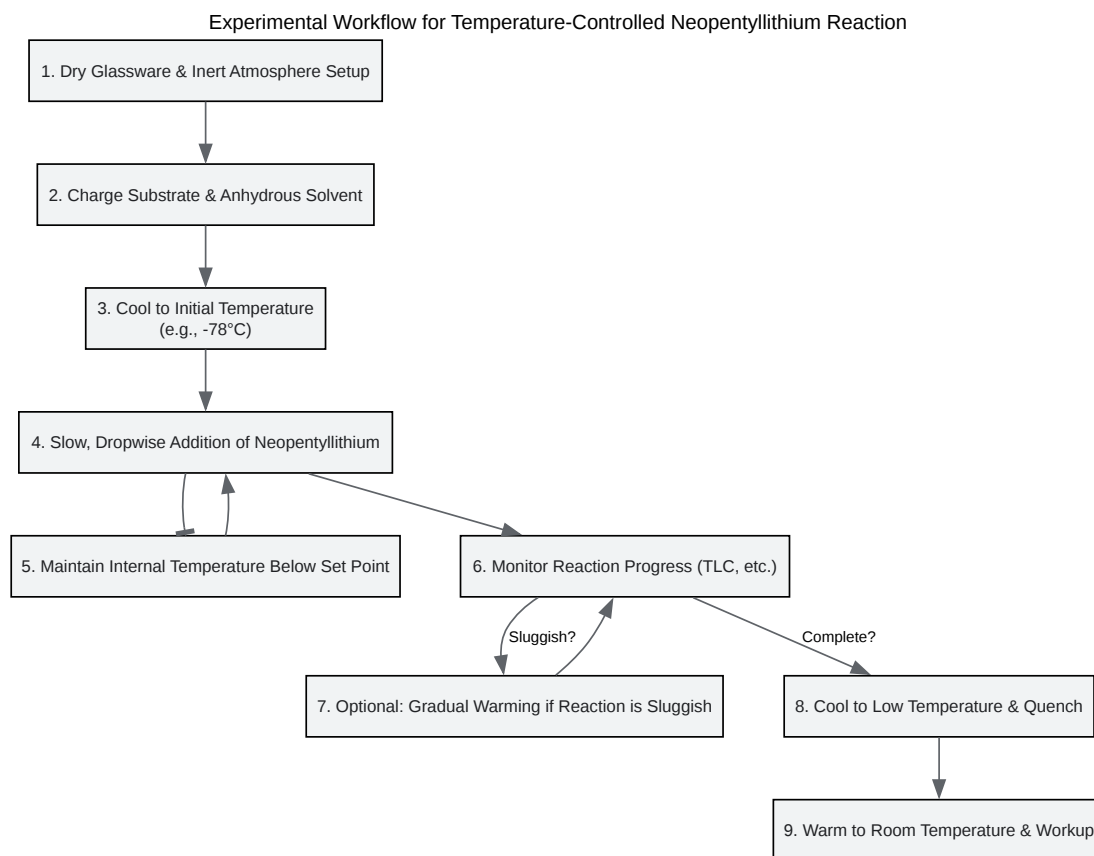 Experimental Workflow for Temperature-Controlled Neopentyllithium Reaction
1. Dry Glassware & Inert Atmosphere Setup
2. Charge Substrate & Anhydrous Solvent
3. Cool to Initial Temperature
(e.g., -78°C)
4. Slow, Dropwise Addition of Neopentyllithium
5. Maintain Internal Temperature Below Set Point
6. Monitor Reaction Progress (TLC, etc.)
Sluggish?
Complete?
7. Optional: Gradual Warming if Reaction is Sluggish
8. Cool to Low Temperature & Quench
9. Warm to Room Temperature & Workup